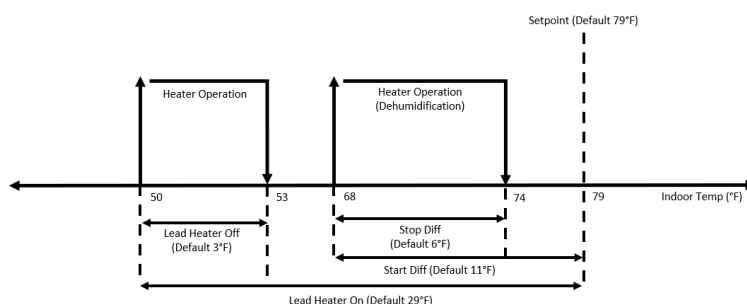 Setpoint (Default 79°F)
Heater Operation
Heater Operation
(Dehumidification)
50
53
68
74
79
Indoor Temp (°F)
Lead Heater Off
(Default 3°F)
Stop Diff
(Default 6°F)
Start Diff (Default 11°F)
Lead Heater On (Default 29°F)